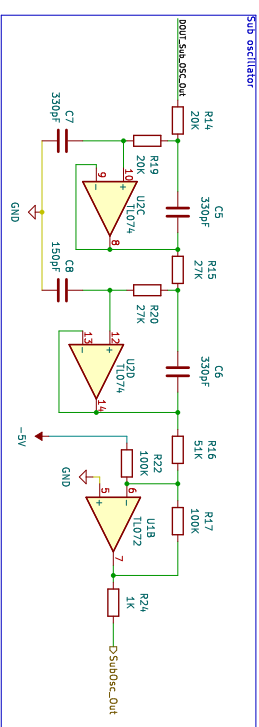 Sub oscillator
DOUT_Sub_OSC_Out
R14
20K
C7
330pF
R19
20K
C5
330pF
10
9
8
U2C
TL074
GND
R15
27K
C8
150pF
R20
27K
C6
330pF
12
13
14
U2D
TL074
R16
51K
-5V
R22
100K
R17
100K
GND
5
6
7
U1B
TL072
R24
1K
SubOsc_Out